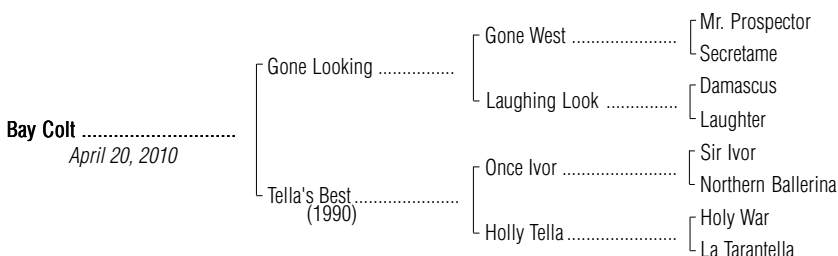 Mr. Prospector
Gone West ........................
Secretame
Gone Looking ................
Damascus
Laughing Look ................
Laughter
Bay Colt ............................
April 20, 2010
Sir Ivor
Once Ivor ..........................
Northern Ballerina
Tella's Best ......................
(1990)
Holy War
Holly Tella .........................
La Tarantella